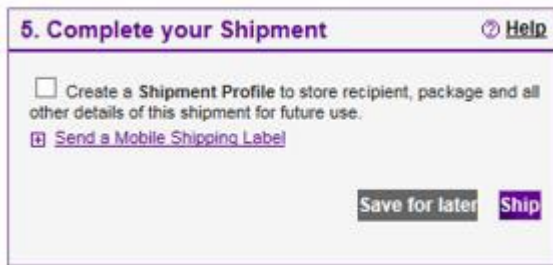 5. Complete your Shipment
Help
Create a Shipment Profile to store recipient, package and all
other details of this shipment for future use.
Send a Mobile Shipping Label
Save for later Ship